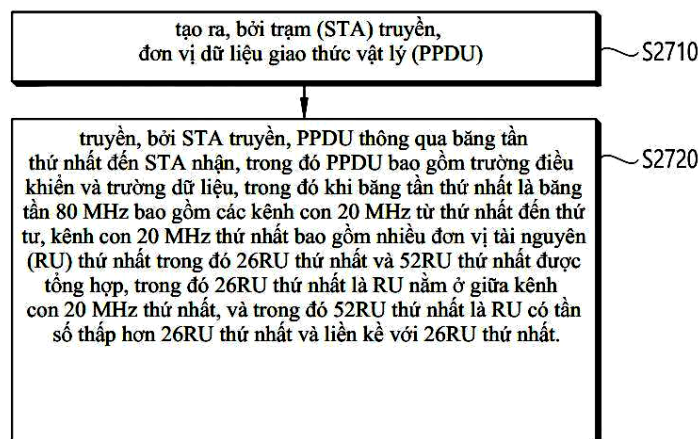 tạo ra, bởi trạm (STA) truyền,
đơn vị dữ liệu giao thức vật lý (PPDU)
S2710
truyền, bởi STA truyền, PPDU thông qua băng tần
thứ nhất đến STA nhận, trong đó PPDU bao gồm trường điều
khiển và trường dữ liệu, trong đó khi băng tần thứ nhất là băng
tần 80 MHz bao gồm các kênh con 20 MHz từ thứ nhất đến thứ
tư, kênh con 20 MHz thứ nhất bao gồm nhiều đơn vị tài nguyên
(RU) thứ nhất trong đó 26RU thứ nhất và 52RU thứ nhất được
tổng hợp, trong đó 26RU thứ nhất là RU nằm ở giữa kênh
con 20 MHz thứ nhất, và trong đó 52RU thứ nhất là RU có tần
số thấp hơn 26RU thứ nhất và liền kề với 26RU thứ nhất.
S2720